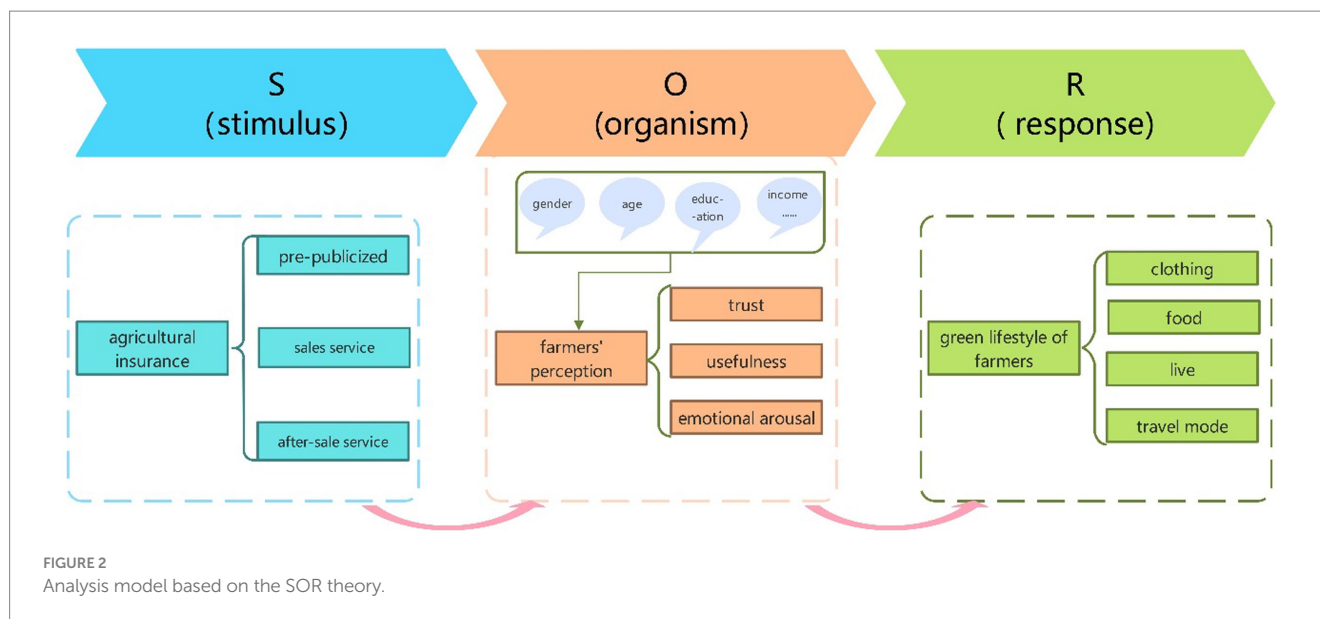 S
(stimulus)
O
(organism)
R
( response)
gender
age
educ-
-ation
income
......
pre-publicized
agricultural
insurance
sales service
after-sale service
farmers'
perception
trust
usefulness
emotional arousal
green lifestyle of
farmers
clothing
food
live
travel mode
FIGURE 2
Analysis model based on the SOR theory.